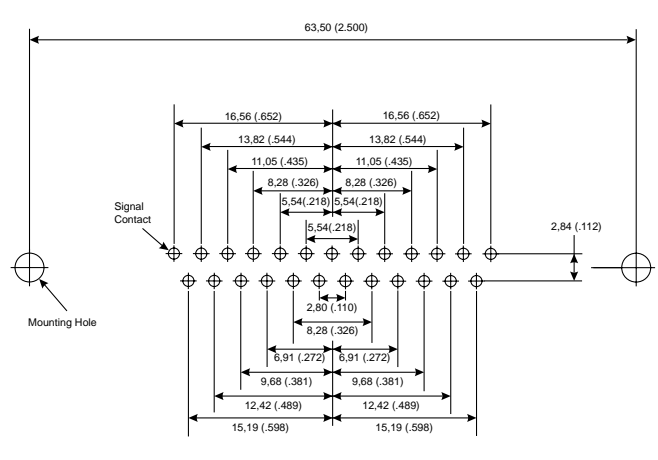 63,50 (2.500)
16,56 (.652) 16,56 (.652)
13,82 (.544) 13,82 (.544)
11,05 (.435) 11,05 (.435)
8,28 (.326) 8,28 (.326)
5,54(.218) 5,54(.218)
Signal
Contact
5,54(.218)
2,84 (.112)
2,80 (.110)
Mounting Hole
8,28 (.326)
6,91 (.272) 6,91 (.272)
9,68 (.381) 9,68 (.381)
12,42 (.489) 12,42 (.489)
15,19 (.598) 15,19 (.598)